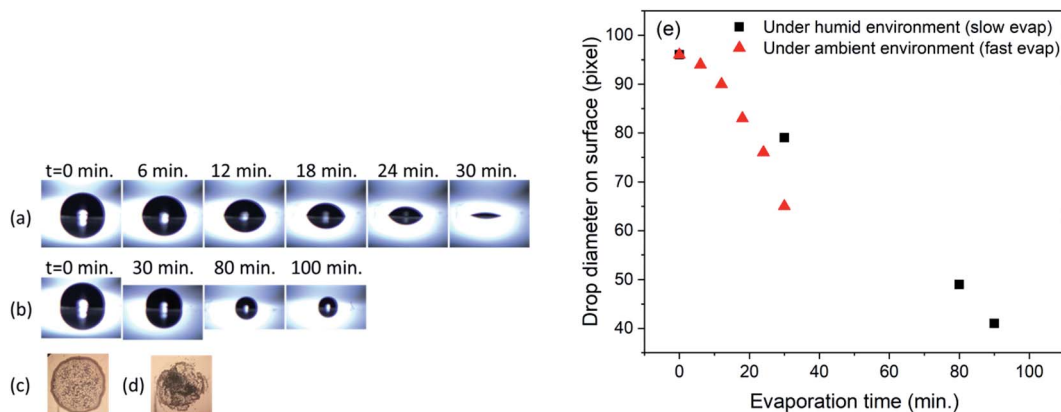 t=0 min. 6 min. 12 min. 18 min. 24 min. 30 min.
(a)
t=0 min. 30 min. 80 min. 100 min.
(b)
(c) (d)
(e)
Under humid environment (slow evap)
Under ambient environment (fast evap)
Drop diameter on surface (pixel)
100
90
80
70
60
50
40
0 20 40 60 80 100
Evaporation time (min.)